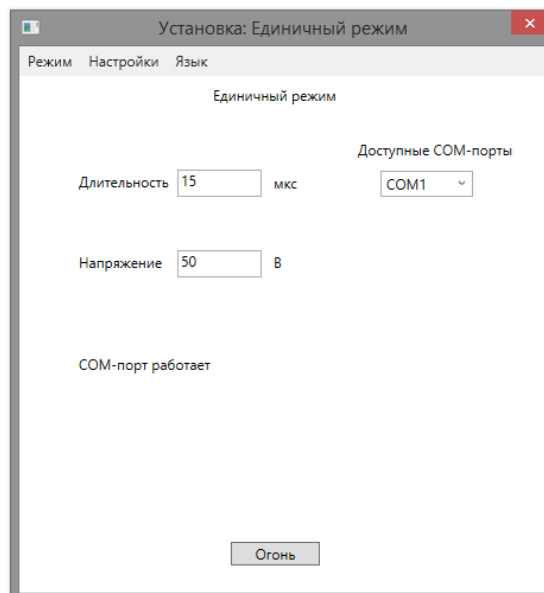 Установка: Единичный режим
Режим Настройки Язык
Единичный режим
Доступные COM-порты
Длительность 15 мкс COM1
Напряжение 50 В
COM-порт работает
Огонь